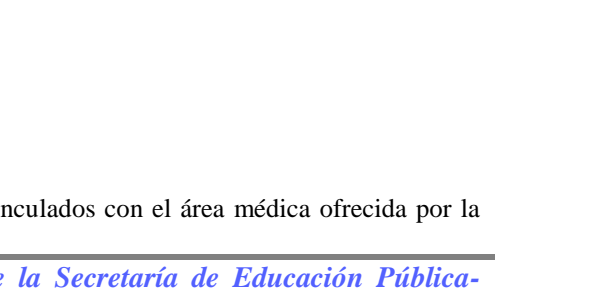 nculados con el área médica ofrecida por la
e la Secretaría de Educación Pública-